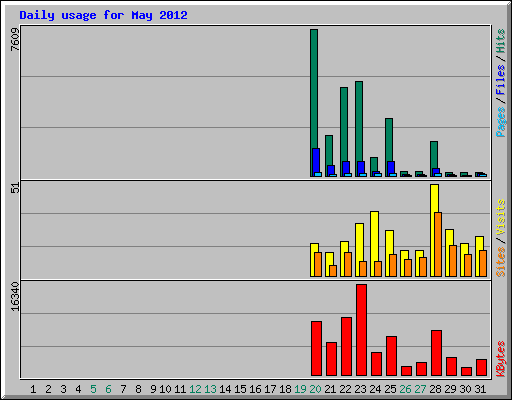 Daily usage for May 2012
7609
Pages / Files / Hits
51
Sites / Visits
16340
KBytes
1 2 3 4 5 6 7 8 9 10 11 12 13 14 15 16 17 18 19 20 21 22 23 24 25 26 27 28 29 30 31